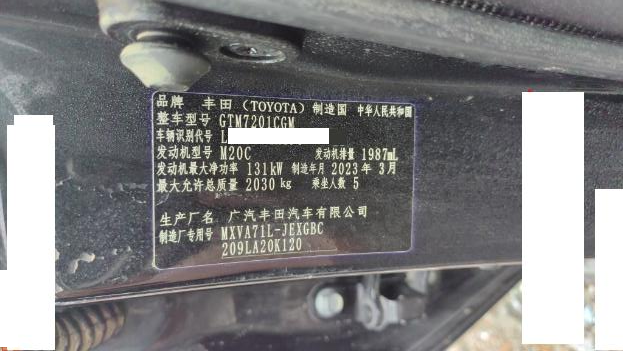 品牌 丰田（TOYOTA）制造国 中华人民共和国
整车型号 GTM7201CGM
车辆识别代号 L
发动机型号 M20C 发动机排量 1987mL
发动机最大净功率 131kW 制造年月 2023年3月
最大允许总质量 2030kg 乘坐人数 5
生产厂名 广汽丰田汽车有限公司
制造厂专用号 MXVA71L-JEXGBC
209LA20K120